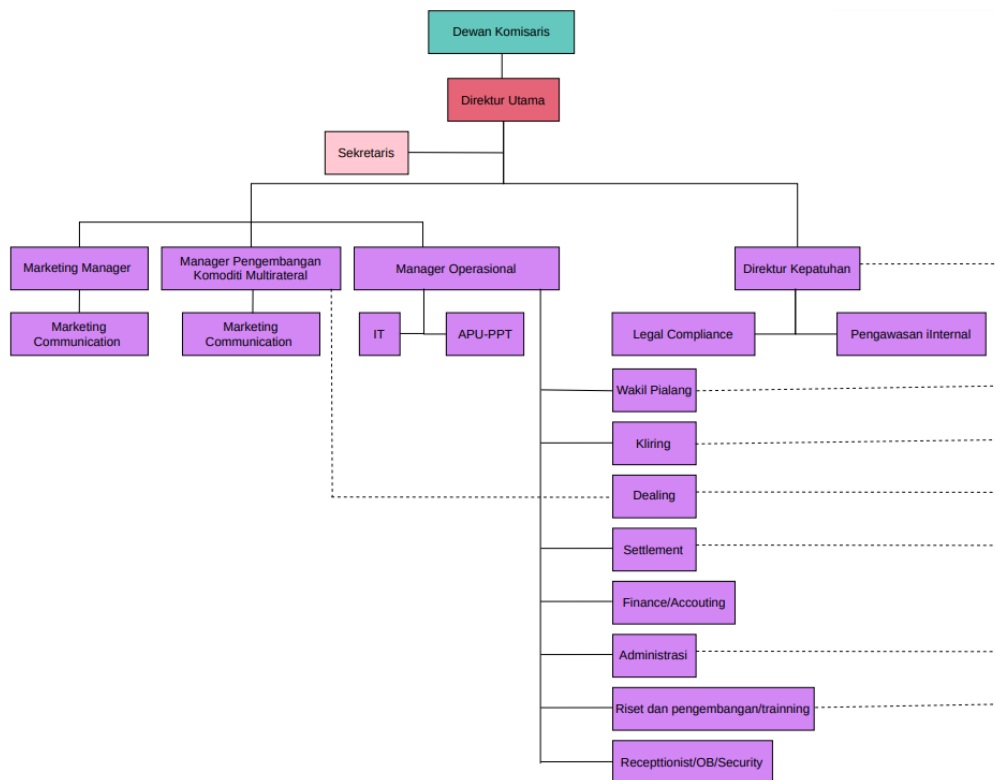 Dewan Komisaris
Direktur Utama
Sekretaris
Marketing Manager
Manager Pengembangan
Komoditi Multirateral
Manager Operasional
Direktur Kepatuhan
Marketing
Communication
Marketing
Communication
IT
APU-PPT
Legal Compliance
Pengawasan iInternal
Wakil Pialang
Kliring
Dealing
Settlement
Finance/Accouting
Administrasi
Riset dan pengembangan/trainning
Recepttionist/OB/Security